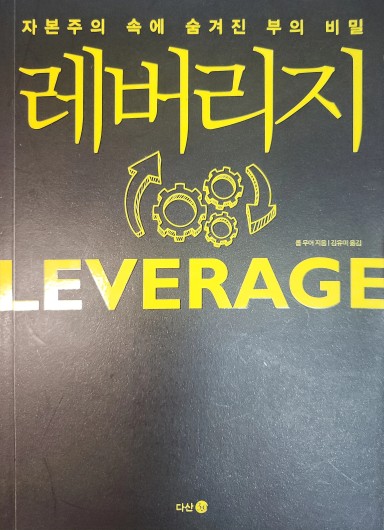 자본주의 속에 숨겨진 부의 비밀
레버리지
롭 무어 지음 | 김유미 옮김
LEVERAGE
다산